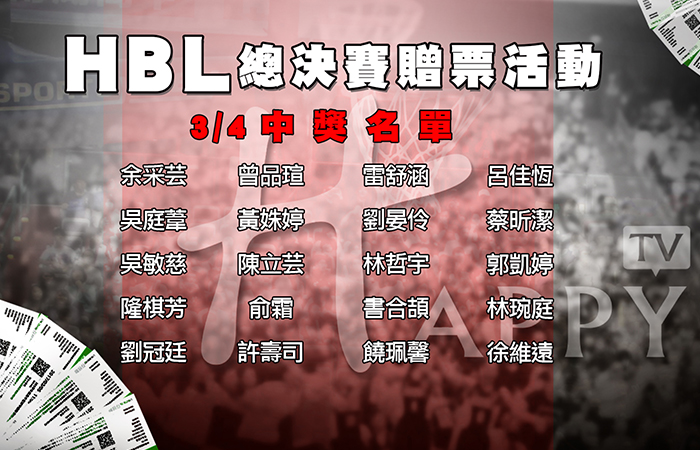 HBL總決賽贈票活動
3/4中獎名單
余采芸 曾品瑄 雷舒涵 呂佳恆
吳庭葦 黃姝婷 劉晏伶 蔡昕潔
吳敏慈 陳立芸 林哲宇 郭凱婷
隆棋芳 俞霜 書合頡 林琬庭
劉冠廷 許壽司 饒珮馨 徐維遠
TV
HAPPY
SPOR